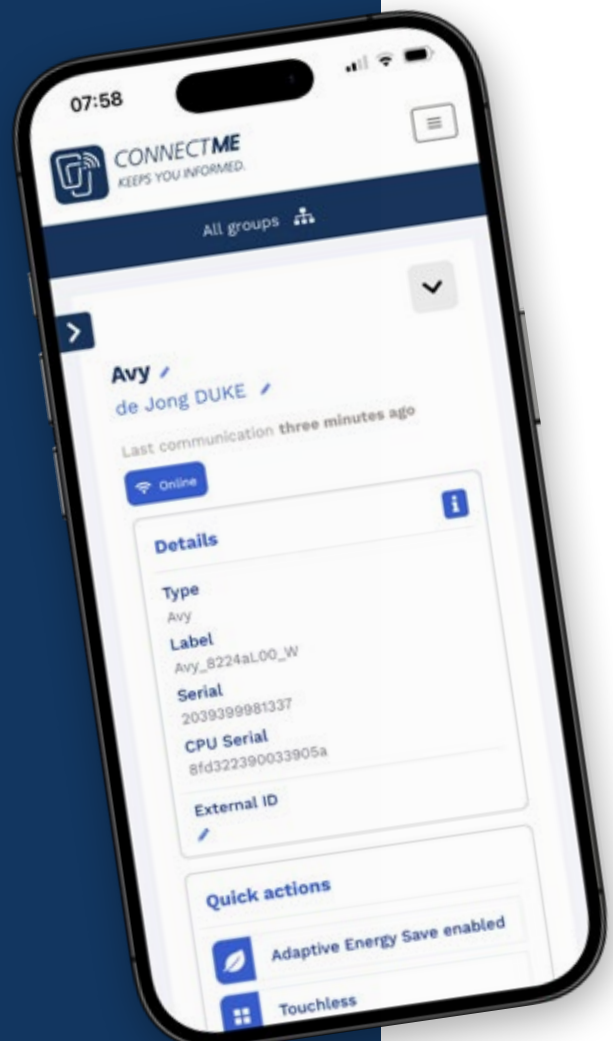 07:58
CONNECTME
KEEPS YOU INFORMED.
All groups
Avy
de Jong DUKE
Last communication three minutes ago
Online
Details
Type
Avy
Label
Avy_8224aL00_W
Serial
2039399981337
CPU Serial
8fd322390033905a
External ID
Quick actions
Adaptive Energy Save enabled
Touchless